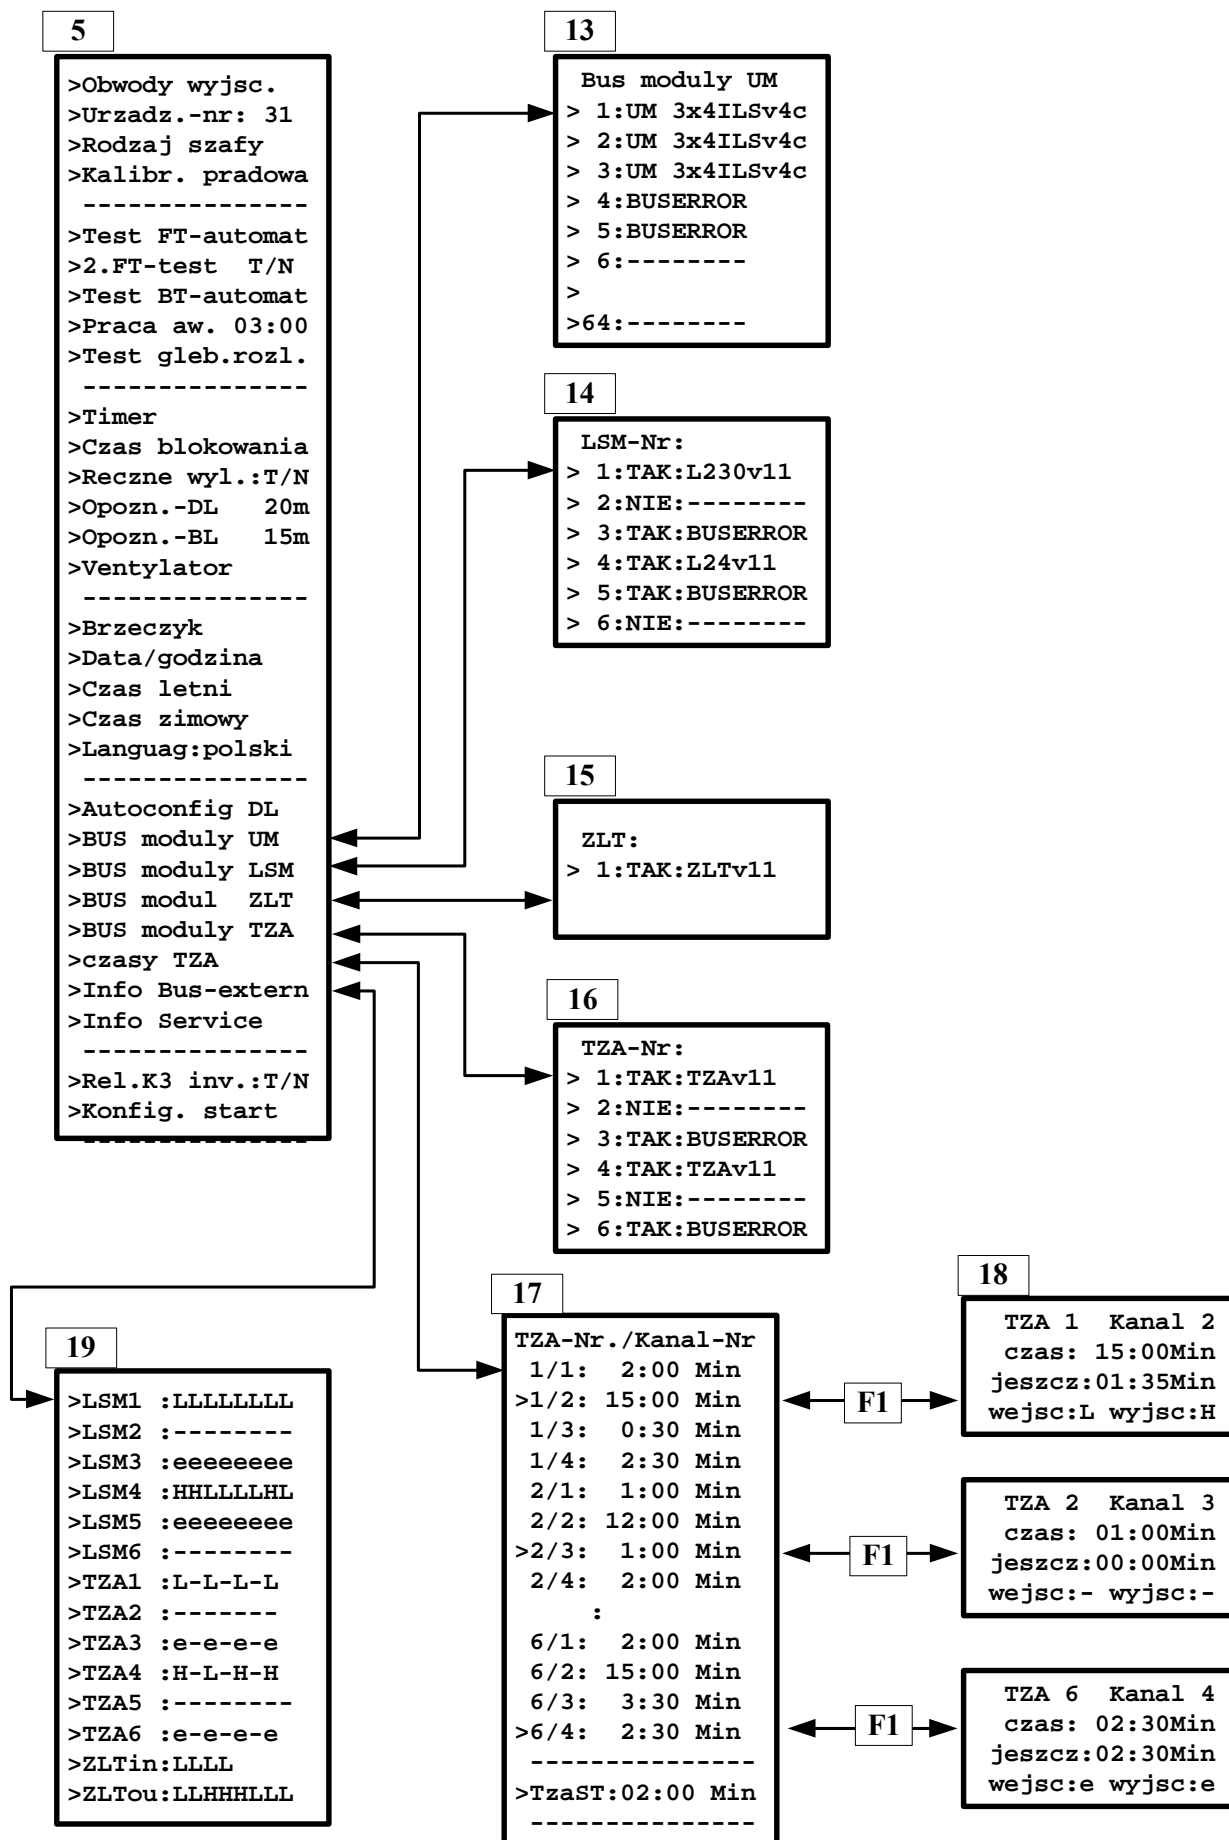 5
>Obwody wyjsc.
>Urzadz.-nr: 31
>Rodzaj szafy
>Kalibr. pradowa
---------------
>Test FT-automat
>2.FT-test  T/N
>Test BT-automat
>Praca aw. 03:00
>Test gleb.rozl.
---------------
>Timer
>Czas blokowania
>Reczne wyl.:T/N
>Opozn.-DL   20m
>Opozn.-BL   15m
>Ventylator
---------------
>Brzeczyk
>Data/godzina
>Czas letni
>Czas zimowy
>Languag:polski
---------------
>Autoconfig DL
>BUS moduly UM
>BUS moduly LSM
>BUS modul  ZLT
>BUS moduly TZA
>czasy TZA
>Info Bus-extern
>Info Service
---------------
>Rel.K3 inv.:T/N
>Konfig. start
---------------
13
Bus moduly UM
> 1:UM 3x4ILSv4c
> 2:UM 3x4ILSv4c
> 3:UM 3x4ILSv4c
> 4:BUSERROR
> 5:BUSERROR
> 6:--------
>
>64:--------
14
LSM-Nr:
> 1:TAK:L230v11
> 2:NIE:--------
> 3:TAK:BUSERROR
> 4:TAK:L24v11
> 5:TAK:BUSERROR
> 6:NIE:--------
15
ZLT:
> 1:TAK:ZLTv11
16
TZA-Nr:
> 1:TAK:TZAv11
> 2:NIE:--------
> 3:TAK:BUSERROR
> 4:TAK:TZAv11
> 5:NIE:--------
> 6:TAK:BUSERROR
17
TZA-Nr./Kanal-Nr
1/1:  2:00 Min
>1/2: 15:00 Min
1/3:  0:30 Min
1/4:  2:30 Min
2/1:  1:00 Min
2/2: 12:00 Min
>2/3:  1:00 Min
2/4:  2:00 Min
:
6/1:  2:00 Min
6/2: 15:00 Min
6/3:  3:30 Min
>6/4:  2:30 Min
---------------
>TzaST:02:00 Min
---------------
F1
F1
F1
18
TZA 1  Kanal 2
czas: 15:00Min
jeszcz:01:35Min
wejsc:L wyjsc:H
TZA 2  Kanal 3
czas: 01:00Min
jeszcz:00:00Min
wejsc:- wyjsc:-
TZA 6  Kanal 4
czas: 02:30Min
jeszcz:02:30Min
wejsc:e wyjsc:e
19
>LSM1 :LLLLLLLL
>LSM2 :--------
>LSM3 :eeeeeeee
>LSM4 :HHLLLLHL
>LSM5 :eeeeeeee
>LSM6 :--------
>TZA1 :L-L-L-L
>TZA2 :-------
>TZA3 :e-e-e-e
>TZA4 :H-L-H-H
>TZA5 :--------
>TZA6 :e-e-e-e
>ZLTin:LLLL
>ZLTou:LLHHHLLL